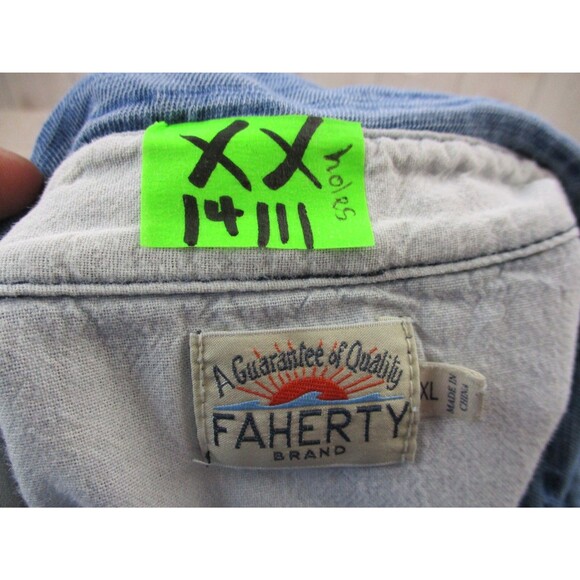 XX holes
14111
A Guarantee of Quality
FAHERTY
BRAND
XL
MADE IN
CHINA